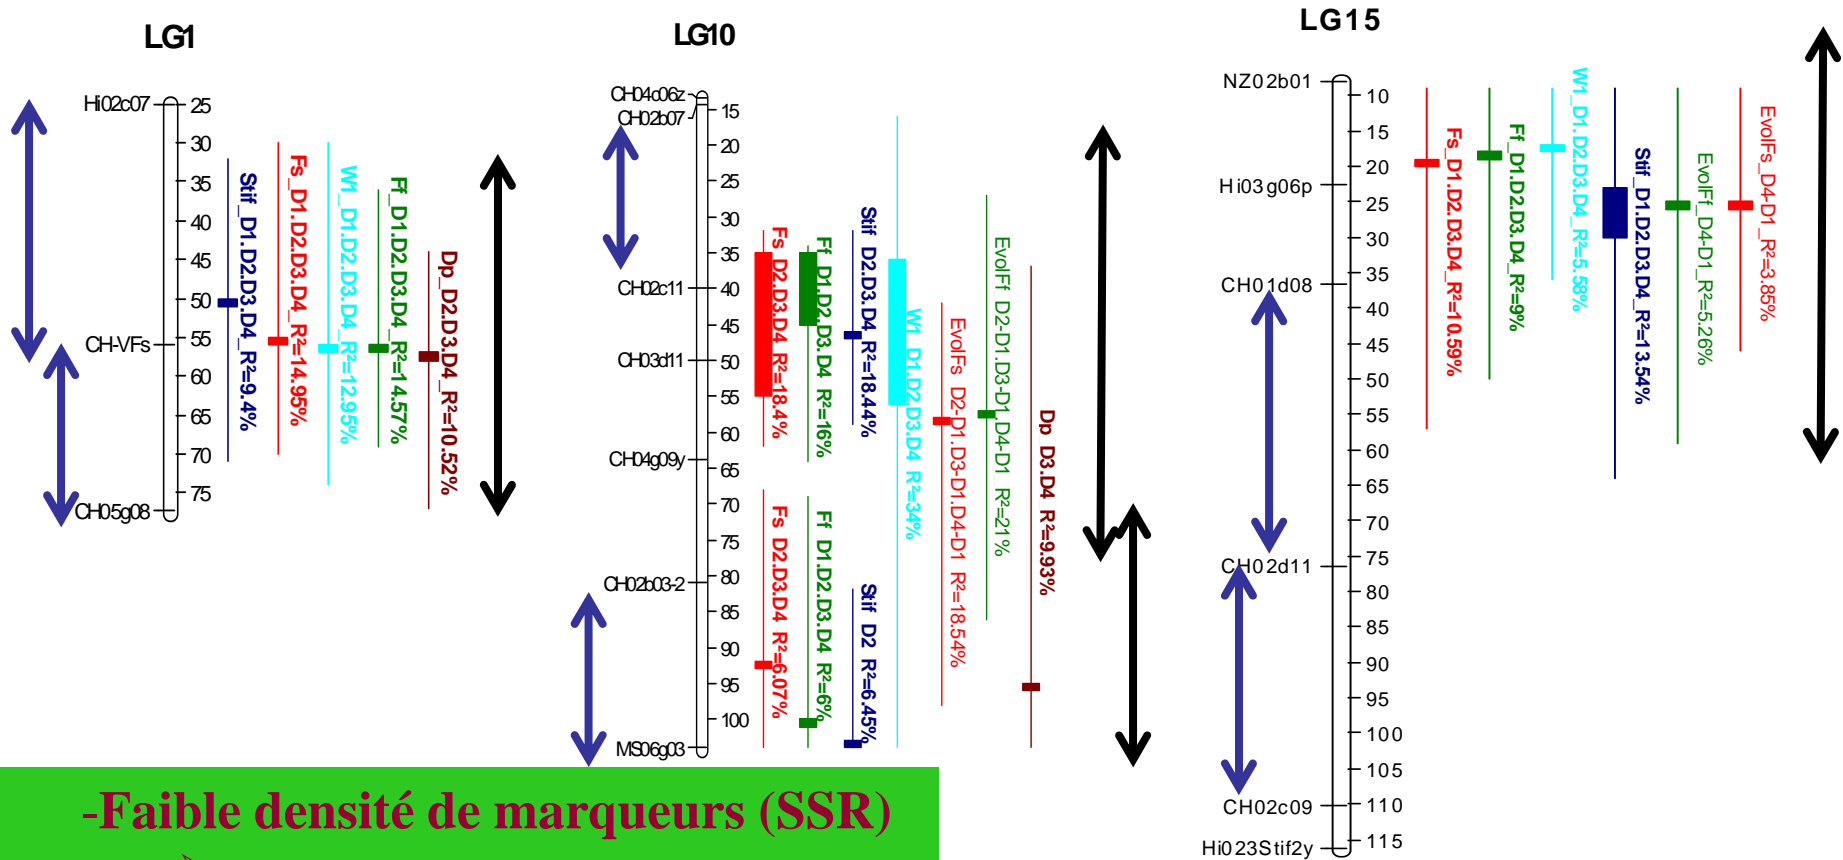 LG1
Hi02c07
CH-VFs
CH05g08
25
30
35
40
45
50
55
60
65
70
75
Stif_D1.D2.D3.D4_R²=9.4%
Fs_D1.D2.D3.D4_R²=14.95%
W1_D1.D2.D3.D4_R²=12.95%
Ff_D1.D2.D3.D4_R²=14.57%
Dp_D2.D3.D4_R²=10.52%
LG10
CH04c06z
CH02b07
CH02c11
CH03d11
CH04g09y
CH02b03-2
MS06g03
15
20
25
30
35
40
45
50
55
60
65
70
75
80
85
90
95
100
Fs_D2.D3.D4_R²=18.4%
Ff_D1.D2.D3.D4_R²=16%
Stif_D2.D3.D4_R²=18.44%
W1_D1.D2.D3.D4_R²=34%
EvolFs_D2-D1.D3-D1.D4-D1_R²=18.54%
EvolFf_D2-D1.D3-D1.D4-D1_R²=21%
Dp_D3.D4_R²=9.93%
Fs_D2.D3.D4_R²=6.07%
Ff_D1.D2.D3.D4_R²=6%
Stif_D2_R²=6.45%
LG15
NZ02b01
Hi03g06p
CH01d08
CH02d11
CH02c09
Hi023Stif2y
10
15
20
25
30
35
40
45
50
55
60
65
70
75
80
85
90
95
100
105
110
115
Fs_D1.D2.D3.D4_R²=10.59%
Ff_D1.D2.D3.D4_R²=9%
W1_D1.D2.D3.D4_R²=5.58%
Stif_D1.D2.D3.D4_R²=13.54%
EvolFf_D4-D1_R²=5.26%
EvolFs_D4-D1_R²=3.85%
-Faible densité de marqueurs (SSR)